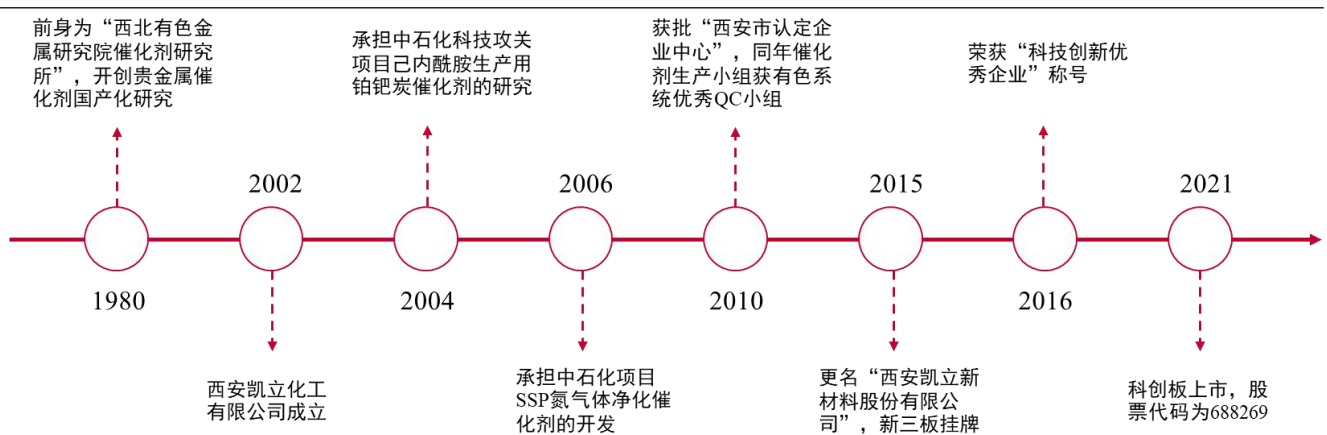 前身为“西北有色金
属研究院催化剂研究
所”，开创贵金属催
化剂国产化研究
1980
2002
西安凯立化工
有限公司成立
承担中石化科技攻关
项目己内酰胺生产用
铂钯炭催化剂的研究
2004
2006
承担中石化项目
SSP氮气体净化催
化剂的开发
获批“西安市认定企
业中心”，同年催化
剂生产小组获有色系
统优秀QC小组
2010
2015
更名“西安凯立新
材料股份有限公
司”，新三板挂牌
荣获“科技创新优
秀企业”称号
2016
2021
科创板上市，股
票代码为688269